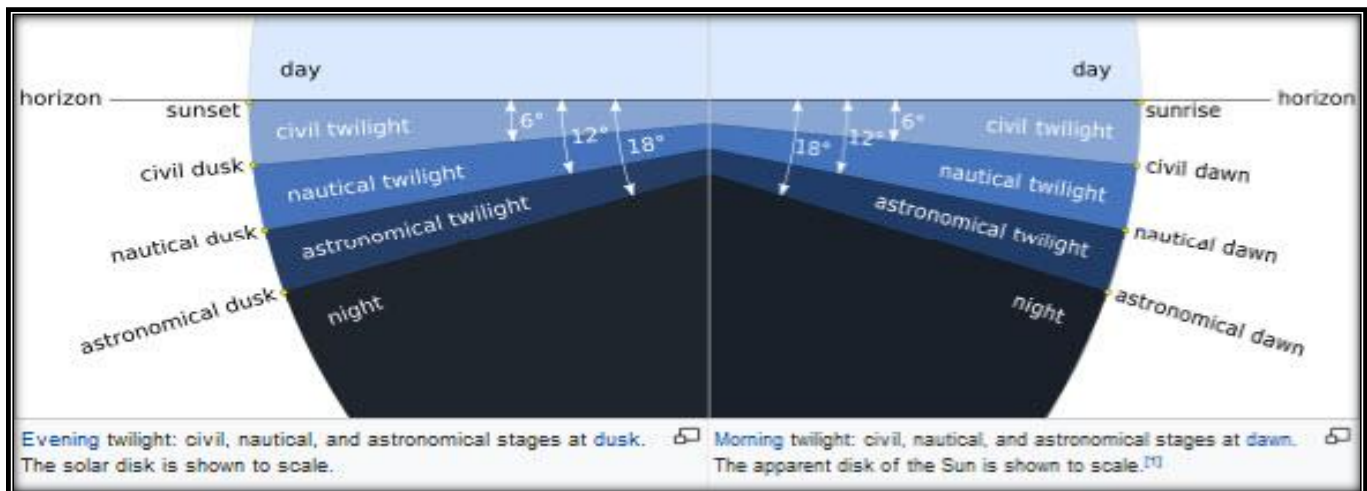 day
horizon
sunset
civil twilight
6°
12°
18°
civil dusk
nautical twilight
nautical dusk
astronomical twilight
astronomical dusk
night
day
horizon
sunrise
civil twilight
6°
12°
18°
civil dawn
nautical twilight
astronomical twilight
nautical dawn
night
astronomical dawn
Evening twilight: civil, nautical, and astronomical stages at dusk.
The solar disk is shown to scale.
Morning twilight: civil, nautical, and astronomical stages at dawn.
The apparent disk of the Sun is shown to scale.[1]